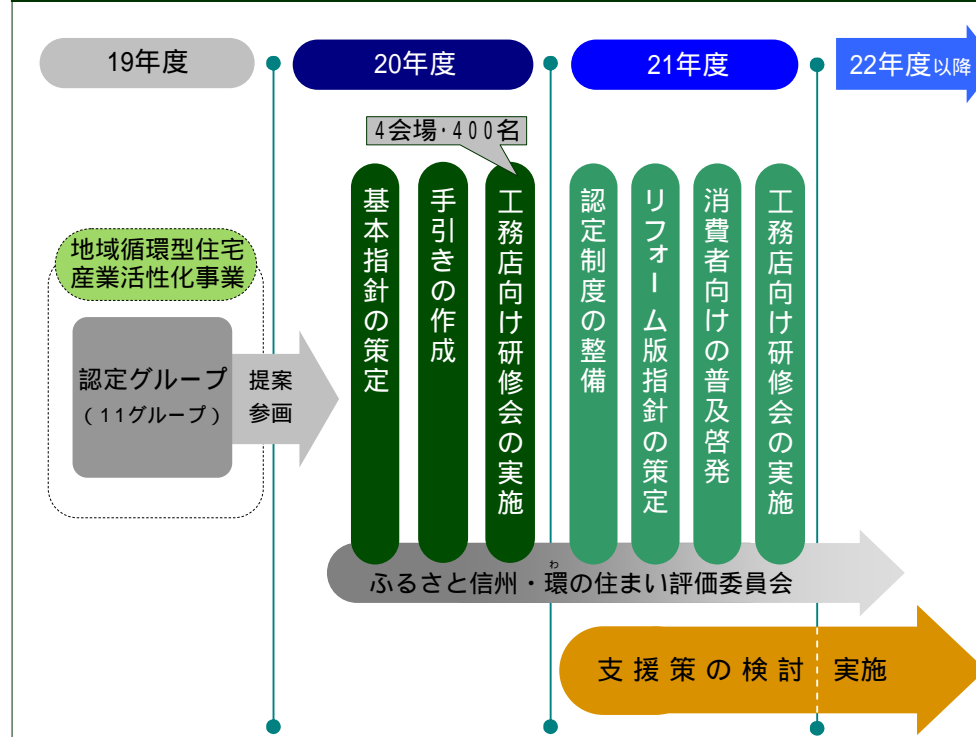 19年度
20年度
21年度
22年度以降
4会場・400名
地域循環型住宅
産業活性化事業
認定グループ
（11グループ）
提案
参画
基本指針の策定
手引きの作成
工務店向け研修会の実施
認定制度の整備
リフォーム版指針の策定
消費者向けの普及啓発
工務店向け研修会の実施
わ
ふるさと信州・環の住まい評価委員会
支援策の検討
実施